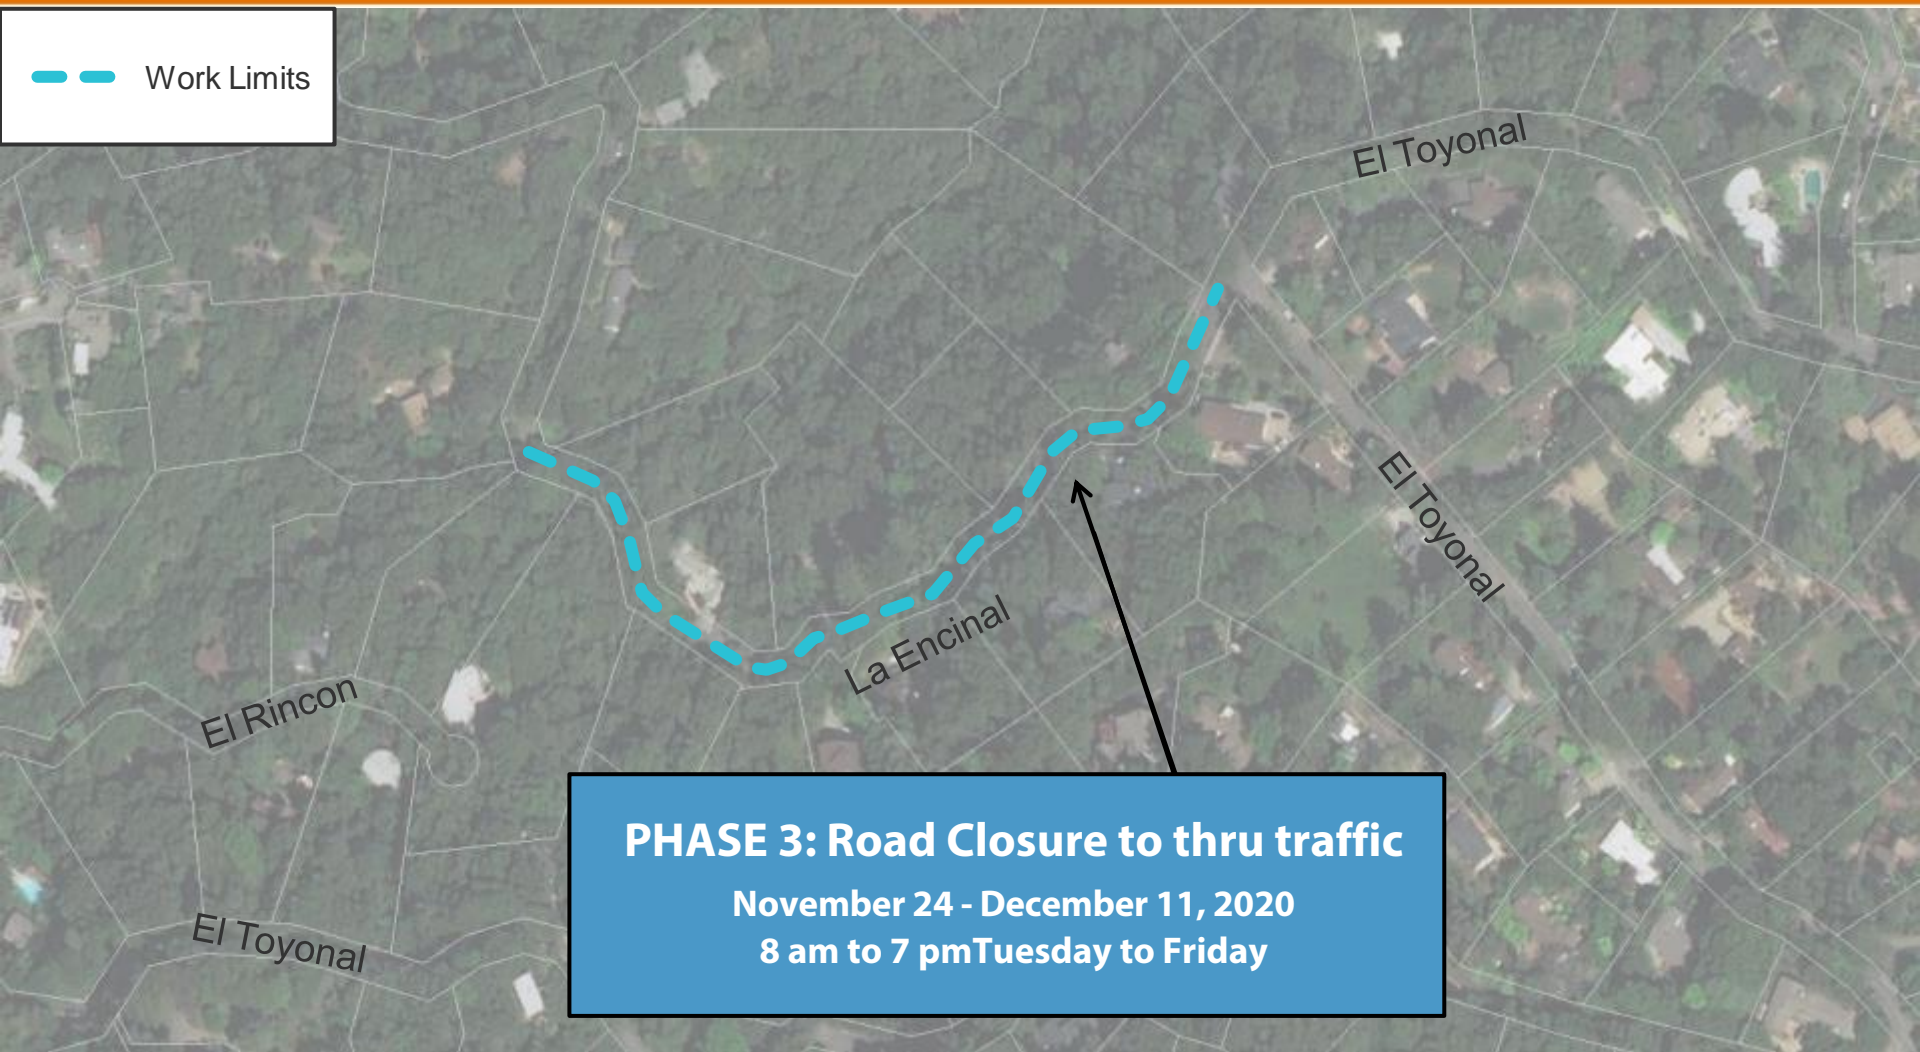 Work Limits
El Toyonal
El Toyonal
La Encinal
El Rincon
El Toyonal
PHASE 3: Road Closure to thru traffic
November 24 - December 11, 2020
8 am to 7 pmTuesday to Friday